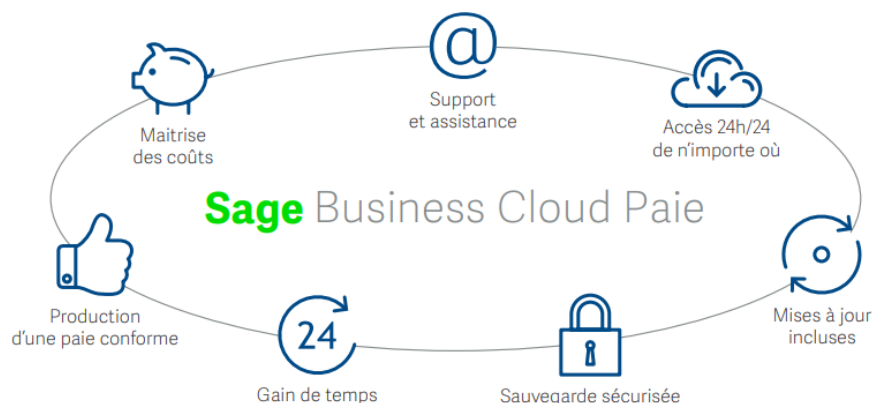 @
Support
et assistance
Maitrise
des coûts
Accès 24h/24
de n'importe où
Sage Business Cloud Paie
Production
d'une paie conforme
24
Gain de temps
Sauvegarde sécurisée
Mises à jour
incluses